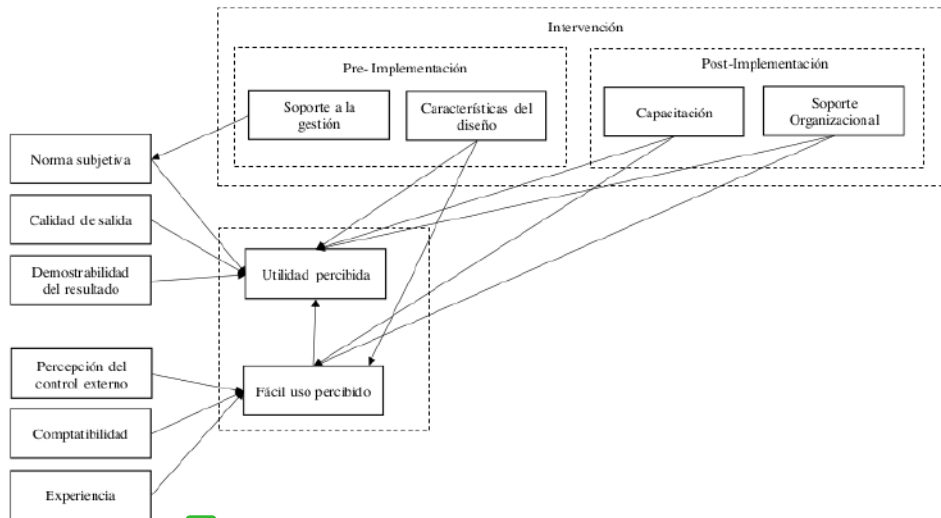 Intervención
Pre- Implementación
Post-Implementación
Soporte a la
gestión
Características del
diseño
Capacitación
Soporte
Organizacional
Norma subjetiva
Calidad de salida
Demostrabilidad
del resultado
Utilidad percibida
Percepción del
control externo
Fácil uso percibido
Comptatibilidad
Experiencia